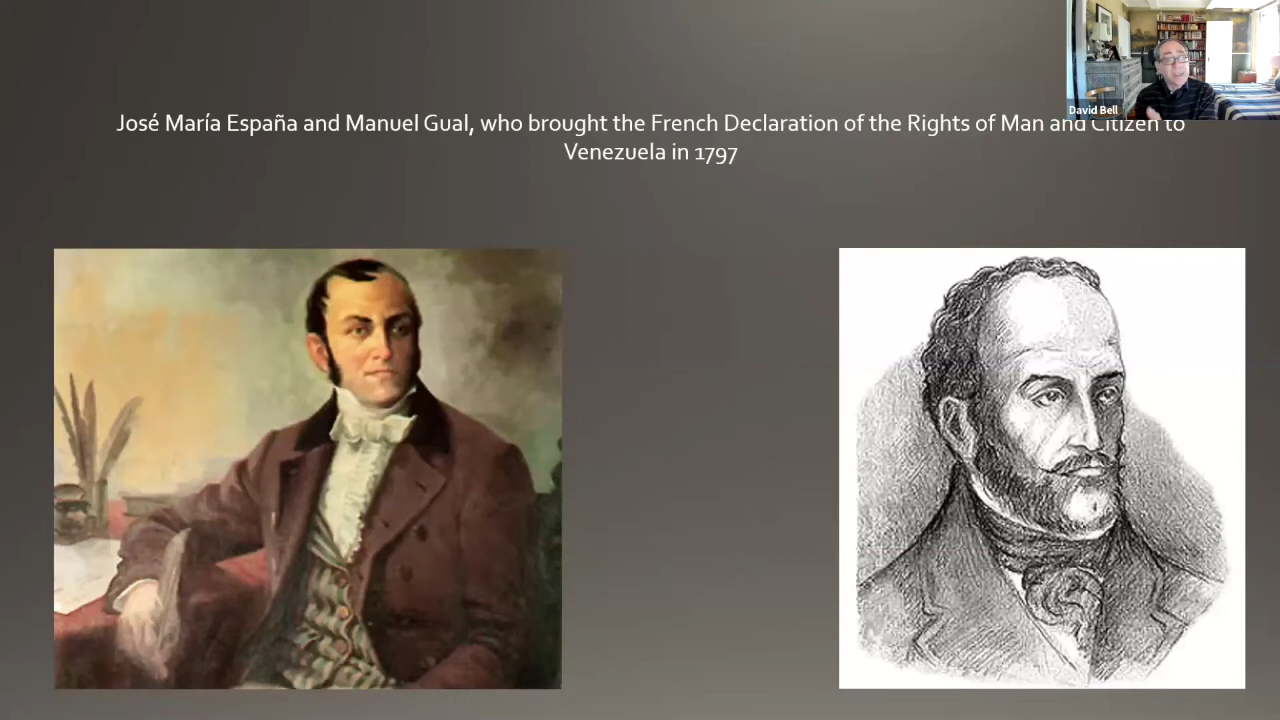 José María España and Manuel Gual, who brought the French Declaration of the Rights of Man and Citizen to
Venezuela in 1797
David Bell